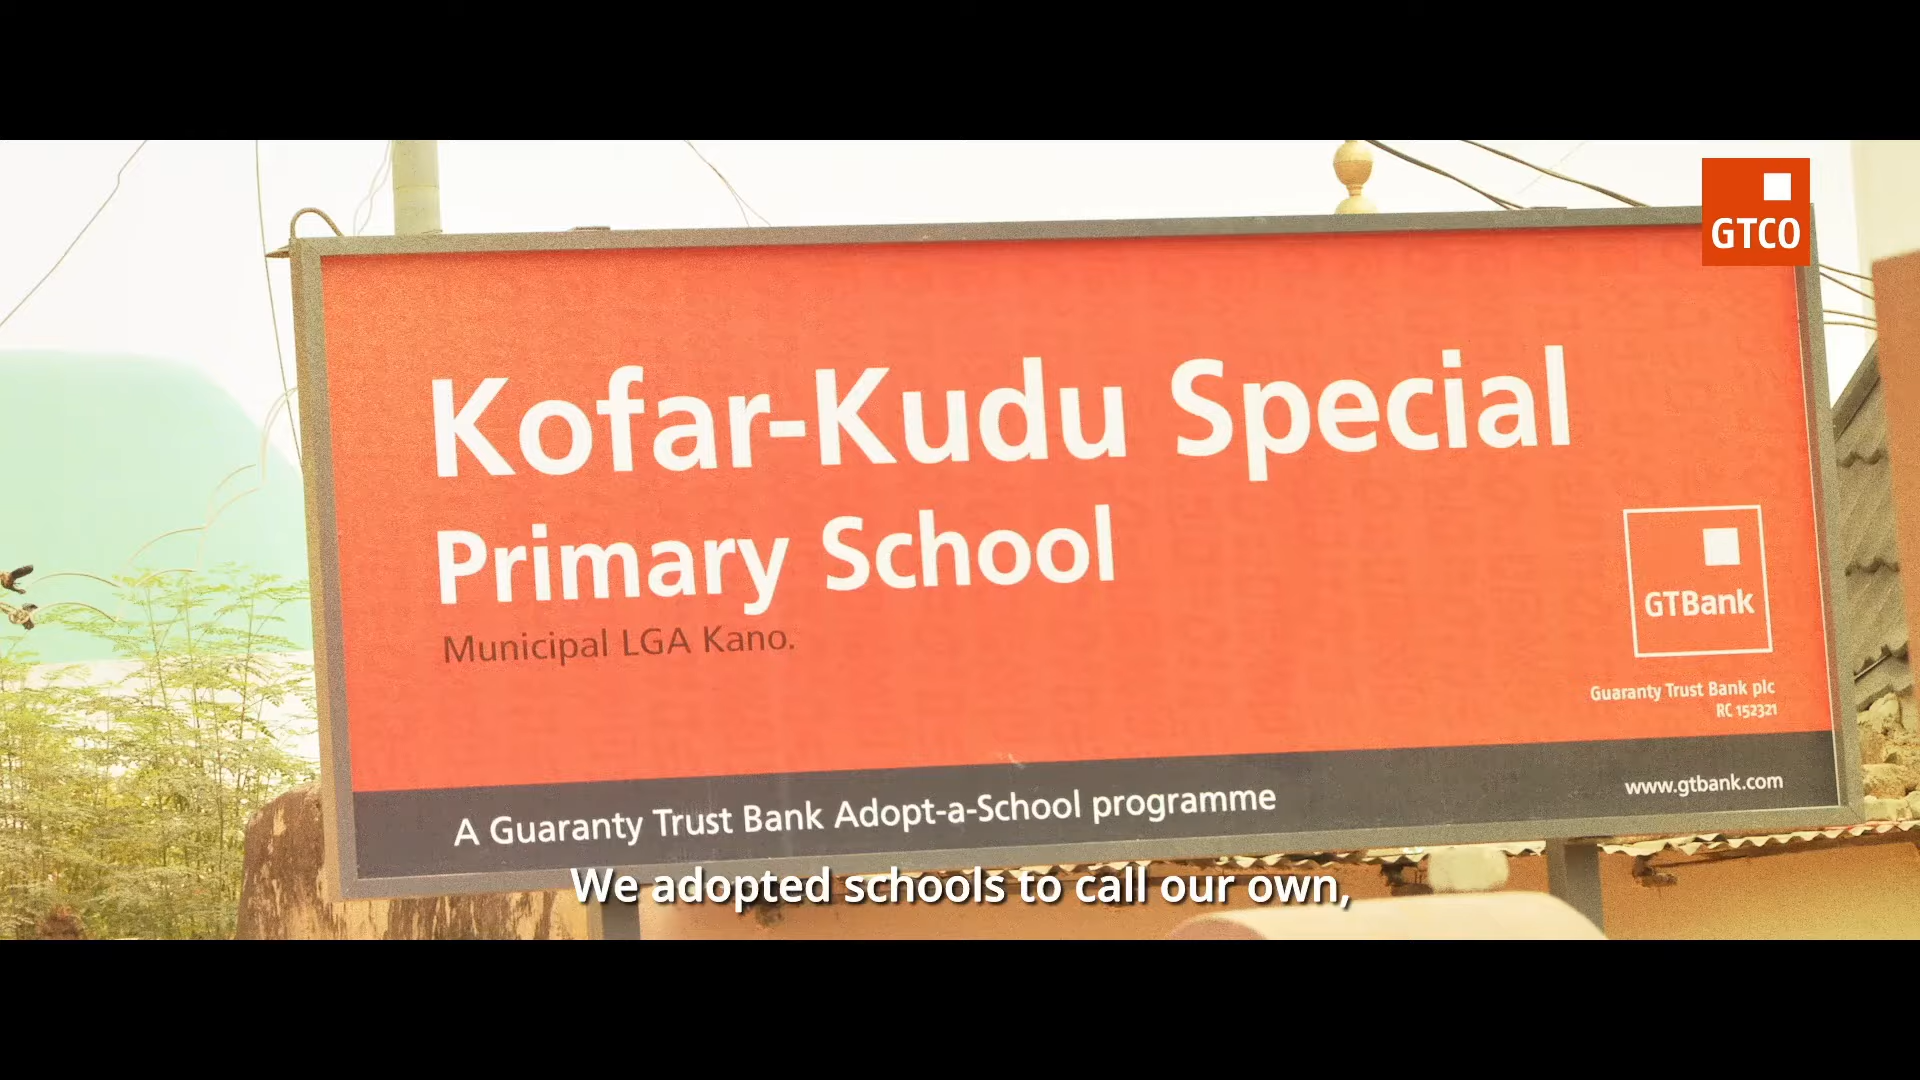 GTCO
Kofar-Kudu Special
Primary School
Municipal LGA Kano.
GTBank
Guaranty Trust Bank plc
RC 152321
www.gtbank.com
A Guaranty Trust Bank Adopt-a-School programme
We adopted schools to call our own,